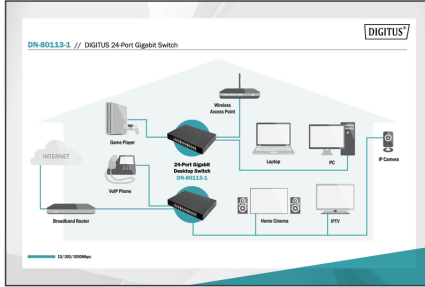 DIGITUS®
DN-80113-1 // DIGITUS 24-Port Gigabit Switch
Wireless
Access Point
Game Player
INTERNET
24-Port Gigabit
Desktop Switch
DN-80113-1
Laptop
PC
IP Camera
VoIP Phone
Broadband Router
Home Cinema
IPTV
10/100/1000Mbps